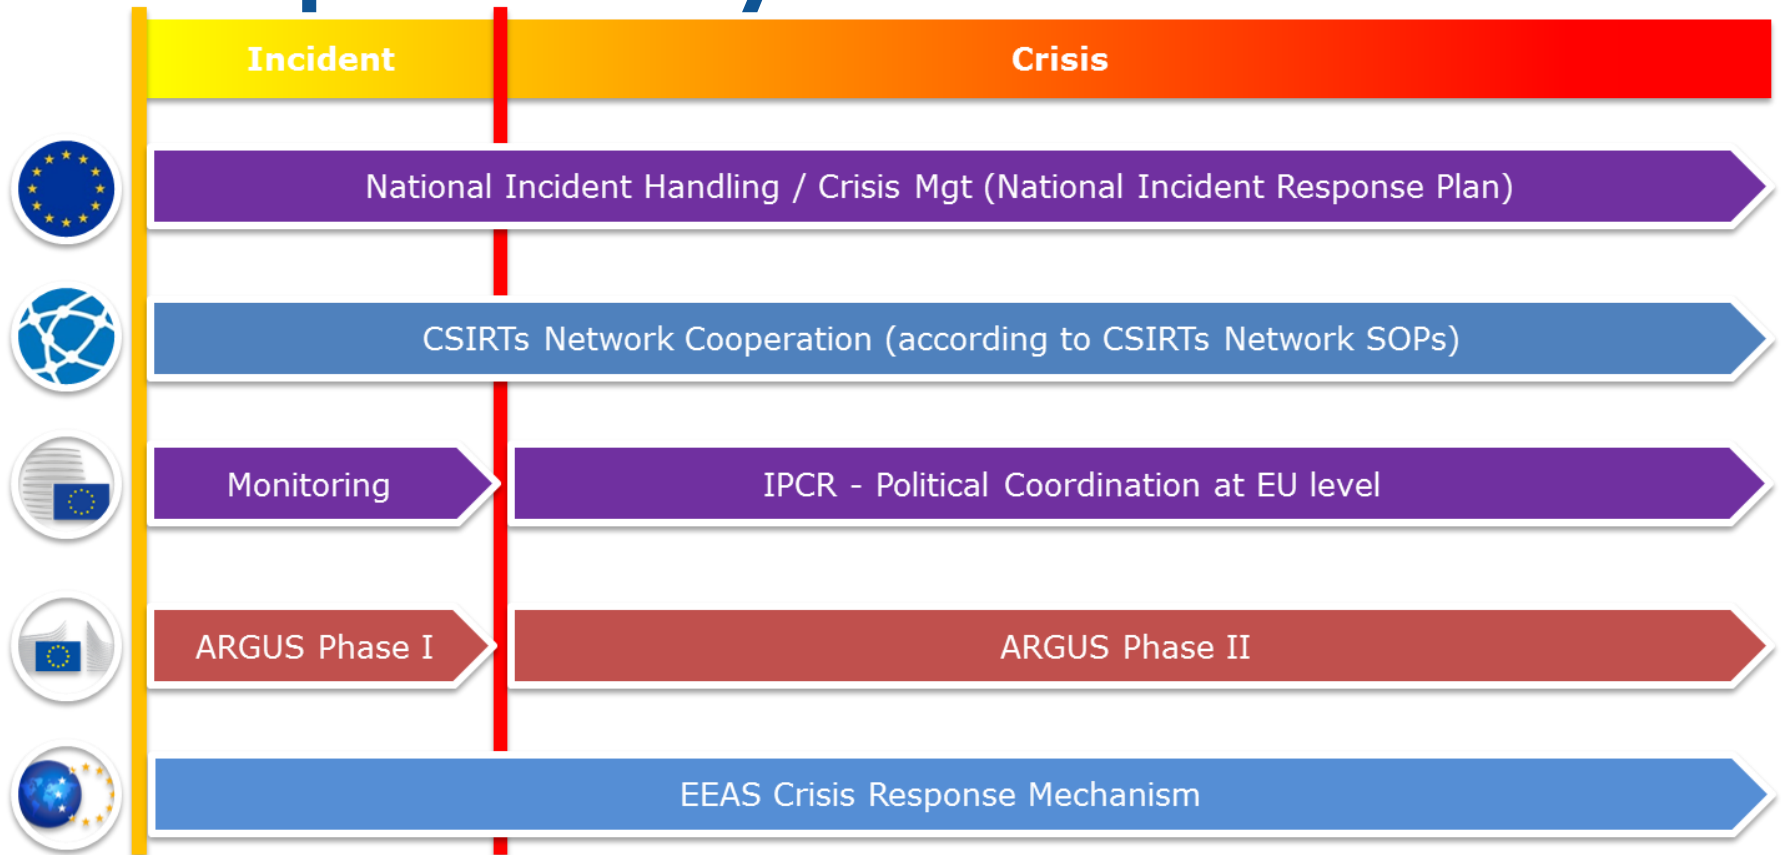 Incident
Crisis
National Incident Handling / Crisis Mgt (National Incident Response Plan)
CSIRTs Network Cooperation (according to CSIRTs Network SOPs)
Monitoring
IPCR - Political Coordination at EU level
ARGUS Phase I
ARGUS Phase II
EEAS Crisis Response Mechanism